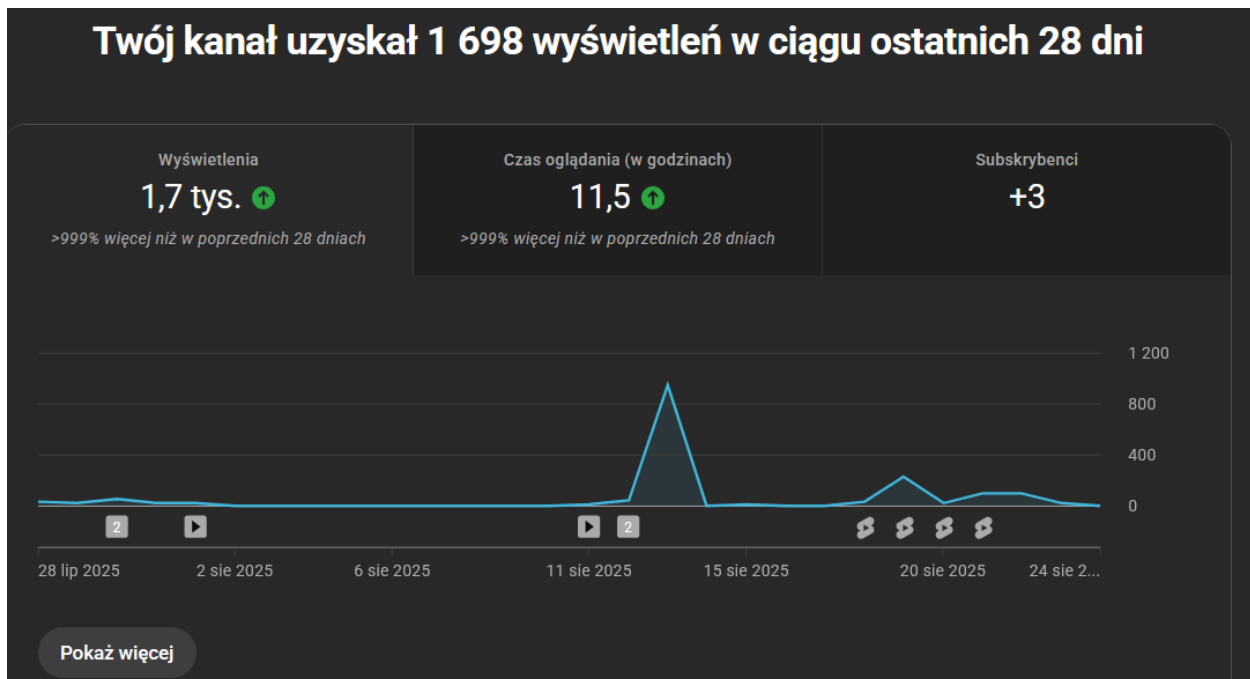 Twój kanał uzyskał 1 698 wyświetleń w ciągu ostatnich 28 dni
Wyświetlenia
1,7 tys.
>999% więcej niż w poprzednich 28 dniach
Czas oglądania (w godzinach)
11,5
>999% więcej niż w poprzednich 28 dniach
Subskrybenci
+3
1 200
800
400
0
2
2
28 lip 2025
2 sie 2025
6 sie 2025
11 sie 2025
15 sie 2025
20 sie 2025
24 sie 2...
Pokaż więcej